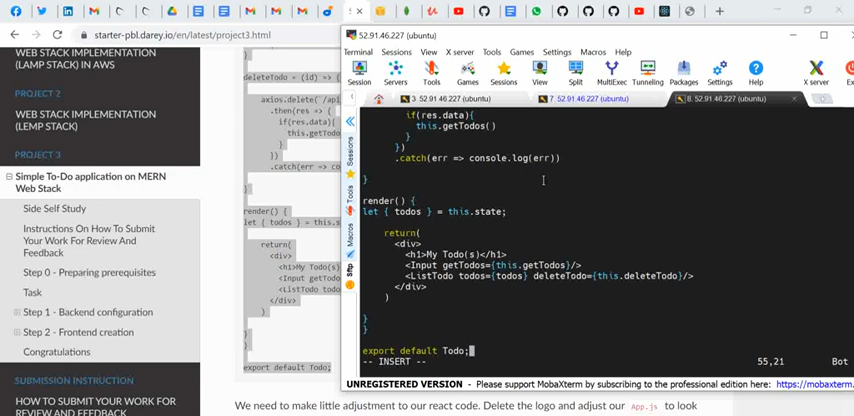 starter-pbl.darey.io/en/latest/project3.html
WEB STACK IMPLEMENTATION
(LAMP STACK) IN AWS
PROJECT 2
WEB STACK IMPLEMENTATION
(LEMP STACK)
PROJECT 3
Simple To-Do application on MERN
Web Stack
Side Self Study
Instructions On How To Submit
Your Work For Review And
Feedback
Step 0 - Preparing prerequisites
Task
Step 1 - Backend configuration
Step 2 - Frontend creation
Congratulations
SUBMISSION INSTRUCTION
HOW TO SUBMIT YOUR WORK FOR
REVIEW AND FEEDBACK
deleteTodo = (id) => {
axios.delete(`/api
.then(res => {
if(res.data){
this.getTodo
}
})
.catch(err => cons
}
render() {
let { todos } = this.s
return(
<div>
<h1>My Todo(s)
<Input getTodo
<ListTodo todo
</div>
)
}
}
export default Todo;
We need to make little adjustment to our react code. Delete the logo and adjust our App.js to look
52.91.46.227 (ubuntu)
Terminal Sessions View X server Tools Games Settings Macros Help
Session Servers Tools Games Sessions View Split MultiExec Tunneling Packages Settings Help X server Ex
3. 52.91.46.227 (ubuntu) 7. 52.91.46.227 (ubuntu) 8. 52.91.46.227 (ubuntu)
Sessions
Tools
Macros
Sftp
if(res.data){
this.getTodos()
}
})
.catch(err => console.log(err))
}
render() {
let { todos } = this.state;
return(
<div>
<h1>My Todo(s)</h1>
<Input getTodos={this.getTodos}/>
<ListTodo todos={todos} deleteTodo={this.deleteTodo}/>
</div>
)
}
}
export default Todo;
-- INSERT -- 55,21 Bot
UNREGISTERED VERSION - Please support MobaXterm by subscribing to the professional edition here: https://mobaxterm.